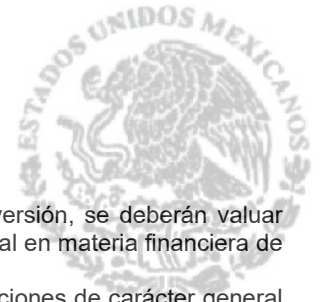 ESTADOS UNIDOS MEXICANOS
versión, se deberán valuar
al en materia financiera de
ciones de carácter general